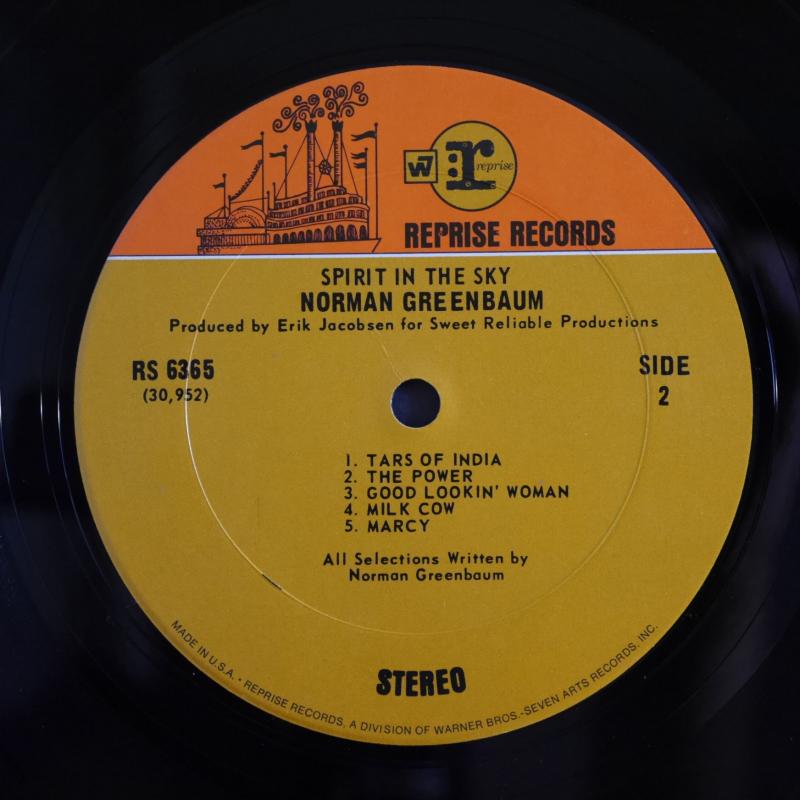 W7
r
reprise
REPRISE RECORDS
SPIRIT IN THE SKY
NORMAN GREENBAUM
Produced by Erik Jacobsen for Sweet Reliable Productions
RS 6365
(30,952)
SIDE
2
1. TARS OF INDIA
2. THE POWER
3. GOOD LOOKIN' WOMAN
4. MILK COW
5. MARCY
All Selections Written by
Norman Greenbaum
STEREO
MADE IN U.S.A. • REPRISE RECORDS, A DIVISION OF WARNER BROS.-SEVEN ARTS RECORDS, INC.